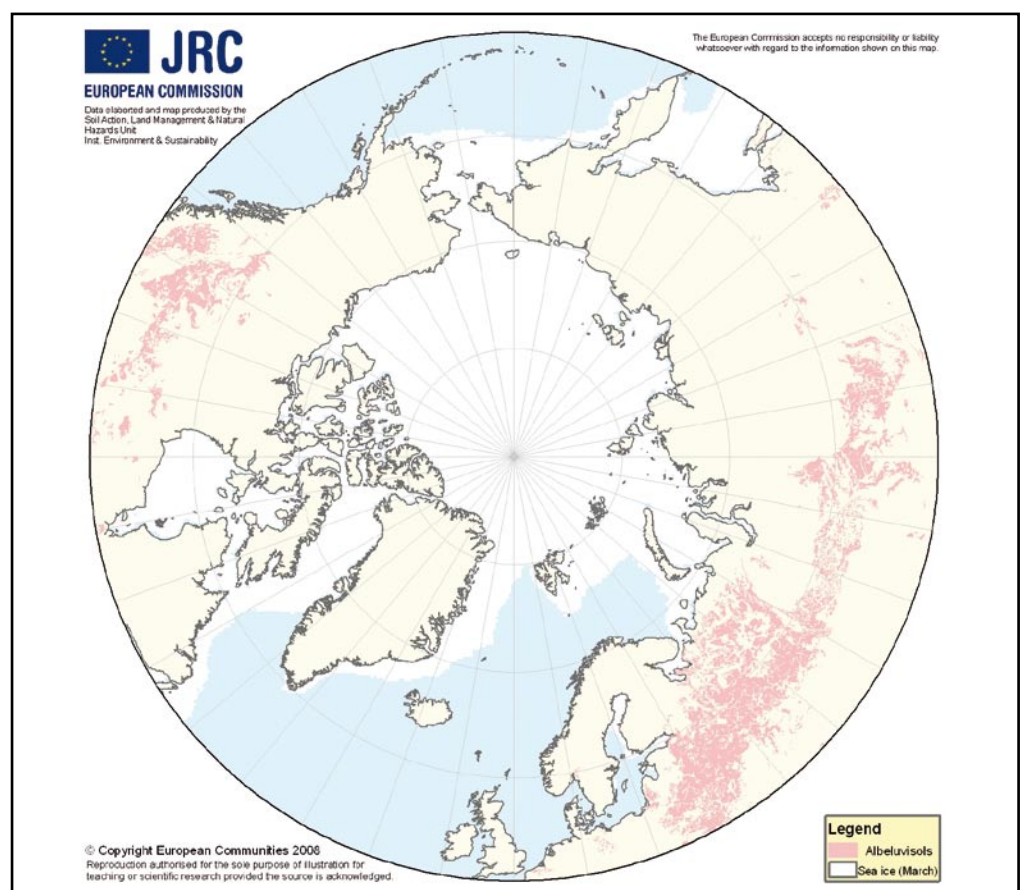 JRC
EUROPEAN COMMISSION
Data elaborated and map produced by the
Soil Action, Land Management & Natural
Hazards Unit
Inst. Environment & Sustainability
The European Commission accepts no responsibility or liability
whatsoever with regard to the information shown on this map.
© Copyright European Communities 2008
Reproduction authorised for the sole purpose of illustration for
teaching or scientific research provided the source is acknowledged.
Legend
Albeluvisols
Sea ice (March)